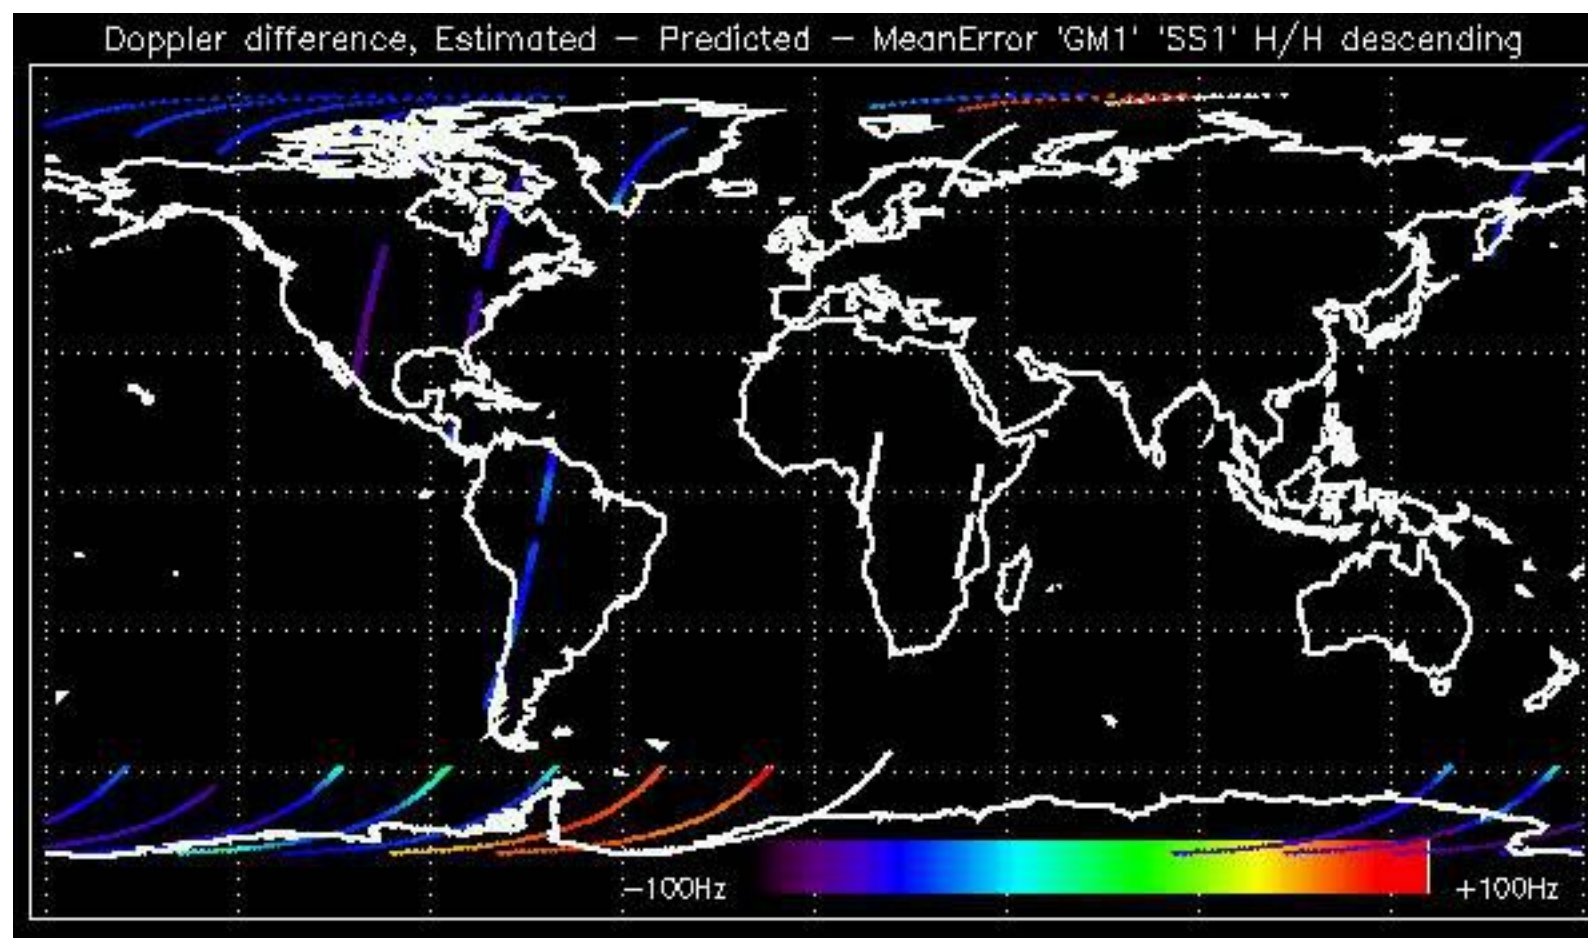 Doppler difference, Estimated – Predicted – MeanError 'GM1' 'SS1' H/H descending
−100Hz
+100Hz